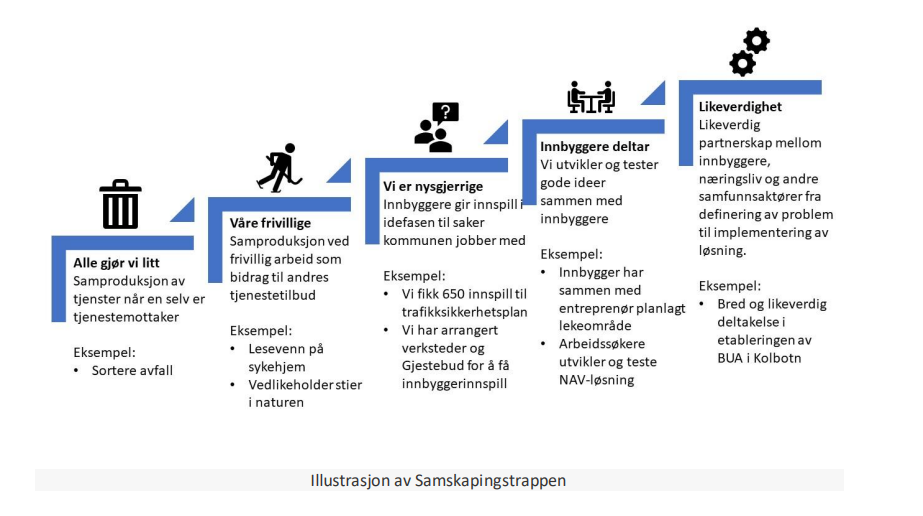 Alle gjør vi litt
Samproduksjon av
tjenster når en selv er
tjenestemottaker
Eksempel:
• Sortere avfall
Våre frivillige
Samproduksjon ved
frivillig arbeid som
bidrag til andres
tjenestetilbud
Eksempel:
• Lesevenn på
sykehjem
• Vedlikeholder stier
i naturen
?
Vi er nysgjerrige
Innbyggere gir innspill i
idefasen til saker
kommunen jobber med
Eksempel:
• Vi fikk 650 innspill til
trafikksikkerhetsplan
• Vi har arrangert
verksteder og
Gjestebud for å få
innbyggerinnspill
Innbyggere deltar
Vi utvikler og tester
gode ideer
sammen med
innbyggere
Eksempel:
• Innbygger har
sammen med
entreprenør planlagt
lekeområde
• Arbeidssøkere
utvikler og teste
NAV-løsning
Likeverdighet
Likeverdig
partnerskap mellom
innbyggere,
næringsliv og andre
samfunnsaktører fra
definering av problem
til implementering av
løsning.
Eksempel:
• Bred og likeverdig
deltakelse i
etableringen av
BUA i Kolbotn
Illustrasjon av Samskapingstrappen